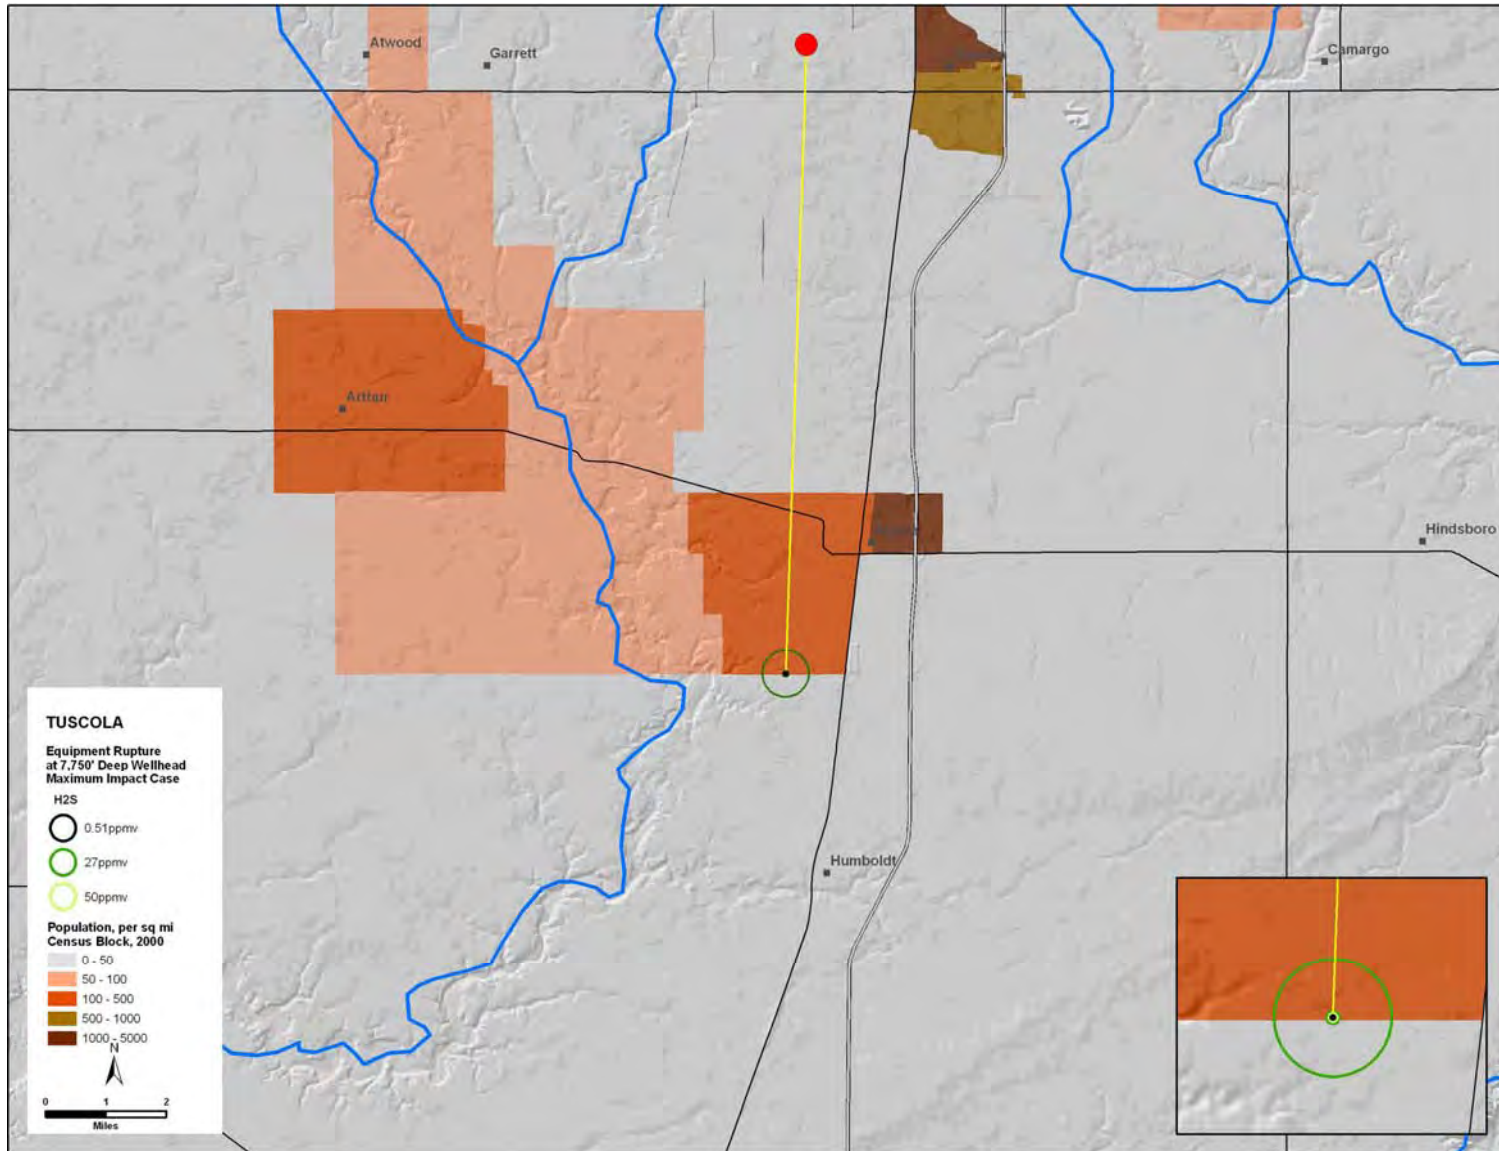 Atwood
Garrett
Camargo
Arthur
Hindsboro
Humboldt
TUSCOLA
Equipment Rupture
at 7,750' Deep Wellhead
Maximum Impact Case
H2S
0.51ppmv
27ppmv
50ppmv
Population, per sq mi
Census Block, 2000
0 - 50
50 - 100
100 - 500
500 - 1000
1000 - 5000
N
0 1 2
Miles